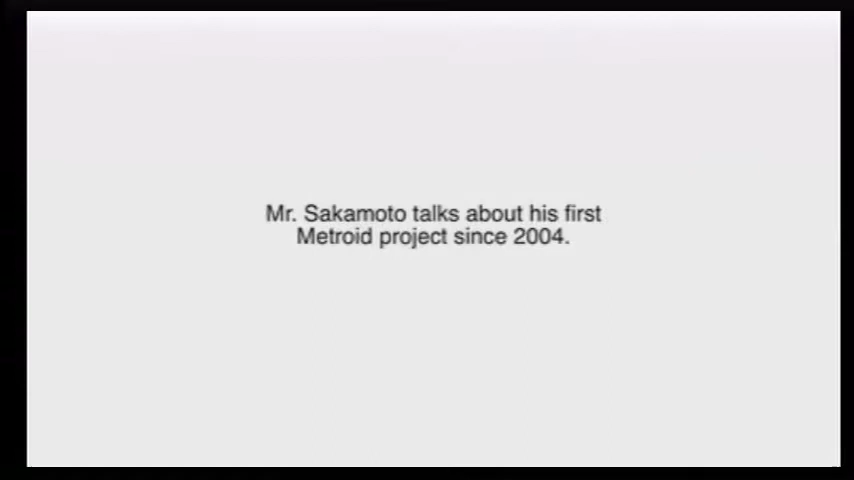 Mr. Sakamoto talks about his first
Metroid project since 2004.